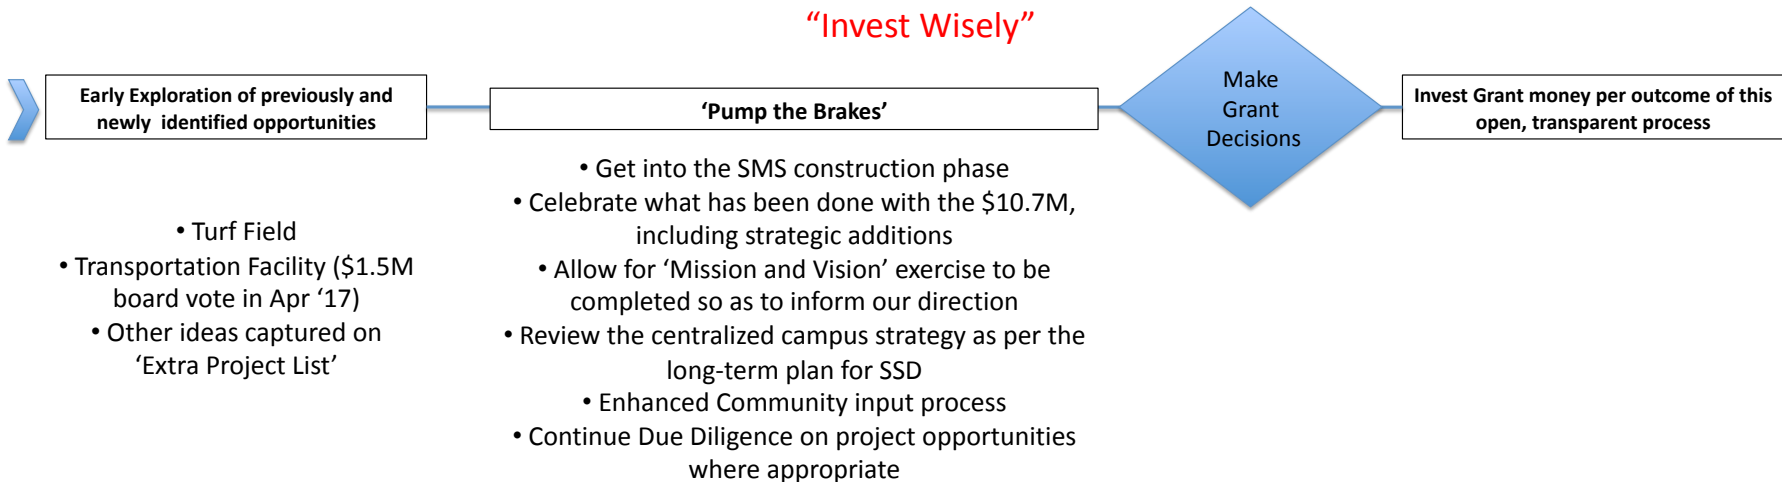 “Invest Wisely”
Early Exploration of previously and
newly identified opportunities
• Turf Field
• Transportation Facility ($1.5M
board vote in Apr ‘17)
• Other ideas captured on
‘Extra Project List’
‘Pump the Brakes’
• Get into the SMS construction phase
• Celebrate what has been done with the $10.7M,
including strategic additions
• Allow for ‘Mission and Vision’ exercise to be
completed so as to inform our direction
• Review the centralized campus strategy as per the
long-term plan for SSD
• Enhanced Community input process
• Continue Due Diligence on project opportunities
where appropriate
Make
Grant
Decisions
Invest Grant money per outcome of this
open, transparent process